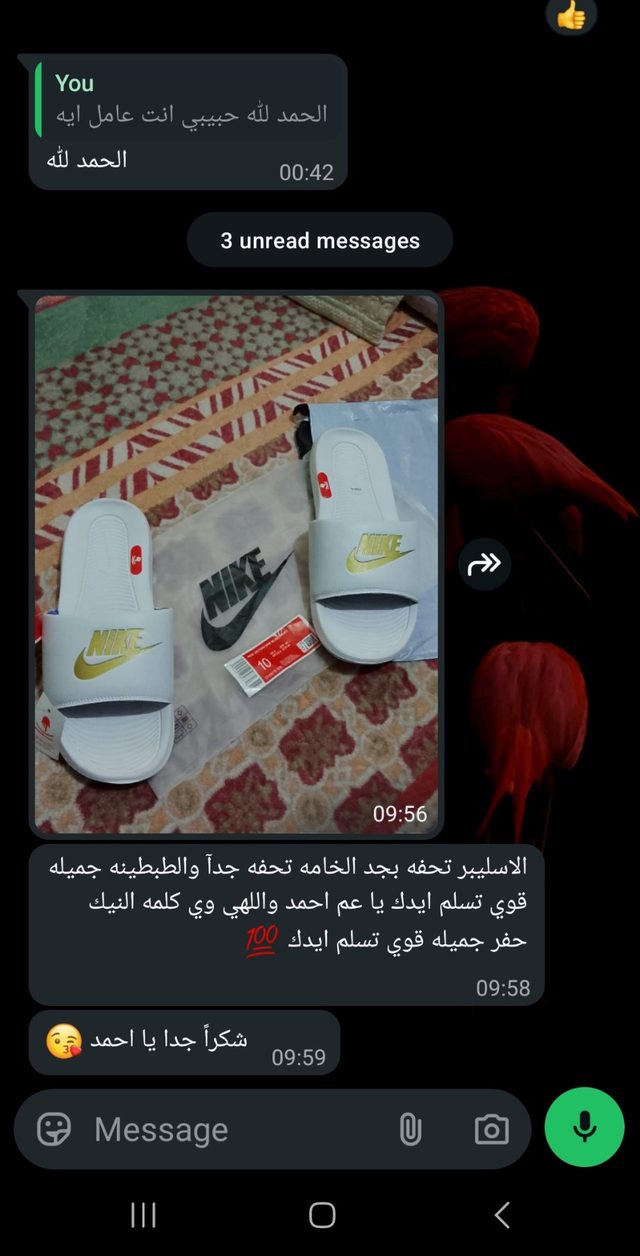 You
الحمد لله حبيبي انت عامل ايه
الحمد لله
00:42
3 unread messages
NIKE
NIKE
NIKE
10
09:56
الاسليبر تحفه بجد الخامه تحفه جدآ والطبطينه جميله
قوي تسلم ايدك يا عم احمد واللهي وي كلمه النيك
حفر جميله قوي تسلم ايدك 💯
09:58
شكراً جدا يا احمد 😘
09:59
Message